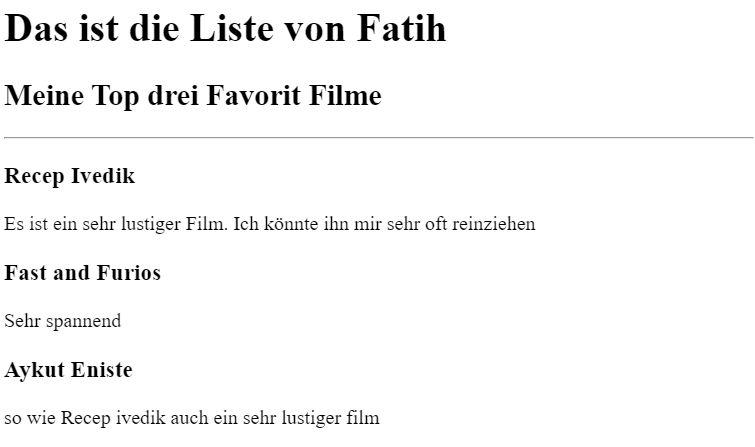 Das ist die Liste von Fatih
Meine Top drei Favorit Filme
Recep Ivedik
Es ist ein sehr lustiger Film. Ich könnte ihn mir sehr oft reinziehen
Fast and Furios
Sehr spannend
Aykut Eniste
so wie Recep ivedik auch ein sehr lustiger film